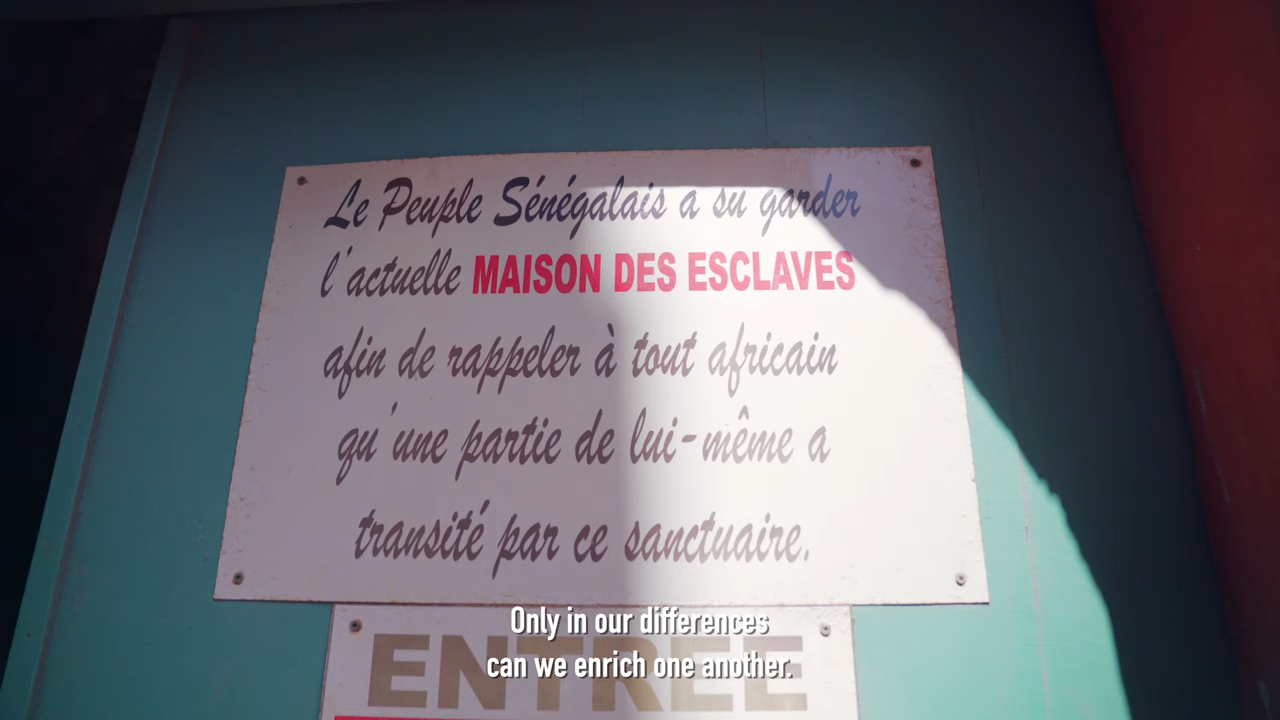 Le Peuple Sénégalais a su garder
l'actuelle MAISON DES ESCLAVES
afin de rappeler à tout africain
qu'une partie de lui-même a
transité par ce sanctuaire.
Only in our differences
can we enrich one another.
ENTREE